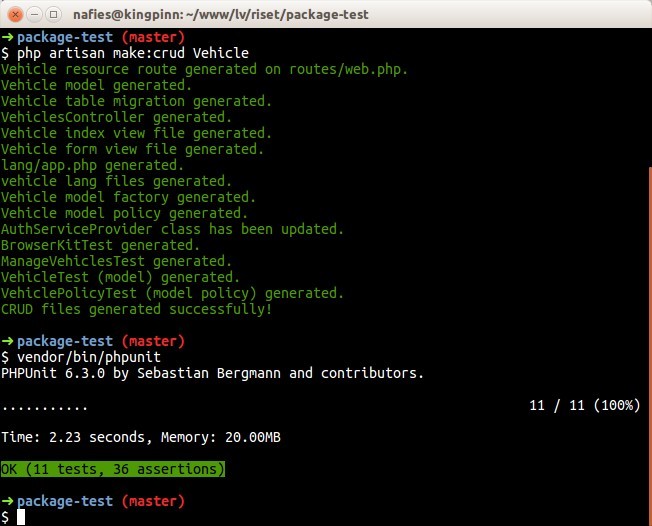 nafies@kingpinn: ~/www/lv/riset/package-test
➜ package-test (master)
$ php artisan make:crud Vehicle
Vehicle resource route generated on routes/web.php.
Vehicle model generated.
Vehicle table migration generated.
VehiclesController generated.
Vehicle index view file generated.
Vehicle form view file generated.
lang/app.php generated.
vehicle lang files generated.
Vehicle model factory generated.
Vehicle model policy generated.
AuthServiceProvider class has been updated.
BrowserKitTest generated.
ManageVehiclesTest generated.
VehicleTest (model) generated.
VehiclePolicyTest (model policy) generated.
CRUD files generated successfully!
➜ package-test (master)
$ vendor/bin/phpunit
PHPUnit 6.3.0 by Sebastian Bergmann and contributors.
........... 11 / 11 (100%)
Time: 2.23 seconds, Memory: 20.00MB
OK (11 tests, 36 assertions)
➜ package-test (master)
$